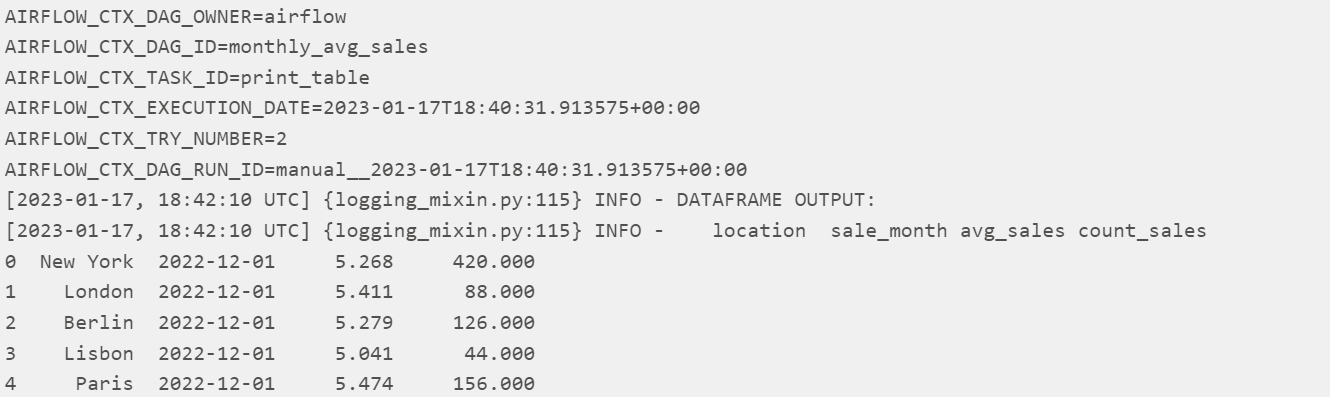 AIRFLOW_CTX_DAG_OWNER=airflow
AIRFLOW_CTX_DAG_ID=monthly_avg_sales
AIRFLOW_CTX_TASK_ID=print_table
AIRFLOW_CTX_EXECUTION_DATE=2023-01-17T18:40:31.913575+00:00
AIRFLOW_CTX_TRY_NUMBER=2
AIRFLOW_CTX_DAG_RUN_ID=manual__2023-01-17T18:40:31.913575+00:00
[2023-01-17, 18:42:10 UTC] {logging_mixin.py:115} INFO - DATAFRAME OUTPUT:
[2023-01-17, 18:42:10 UTC] {logging_mixin.py:115} INFO -    location  sale_month avg_sales count_sales
0  New York  2022-12-01     5.268     420.000
1    London  2022-12-01     5.411      88.000
2    Berlin  2022-12-01     5.279     126.000
3    Lisbon  2022-12-01     5.041      44.000
4     Paris  2022-12-01     5.474     156.000